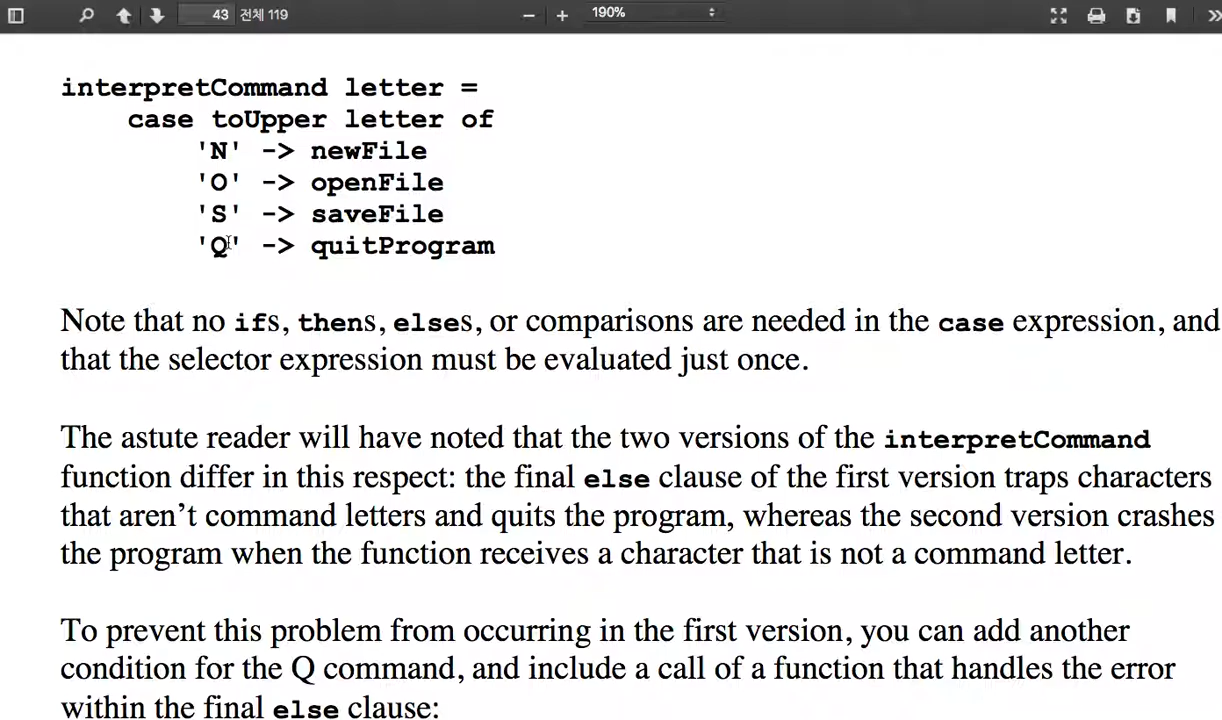 43 전체 119 190%
interpretCommand letter =
case toUpper letter of
'N' -> newFile
'O' -> openFile
'S' -> saveFile
'Q' -> quitProgram
Note that no ifs, thens, elses, or comparisons are needed in the case expression, and
that the selector expression must be evaluated just once.
The astute reader will have noted that the two versions of the interpretCommand
function differ in this respect: the final else clause of the first version traps characters
that aren’t command letters and quits the program, whereas the second version crashes
the program when the function receives a character that is not a command letter.
To prevent this problem from occurring in the first version, you can add another
condition for the Q command, and include a call of a function that handles the error
within the final else clause: